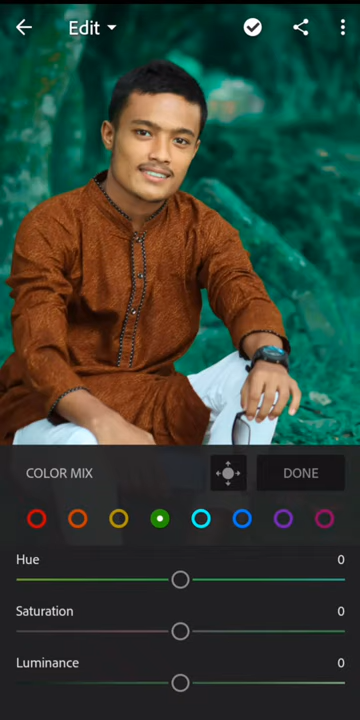 Edit
COLOR MIX
DONE
Hue 0
Saturation 0
Luminance 0